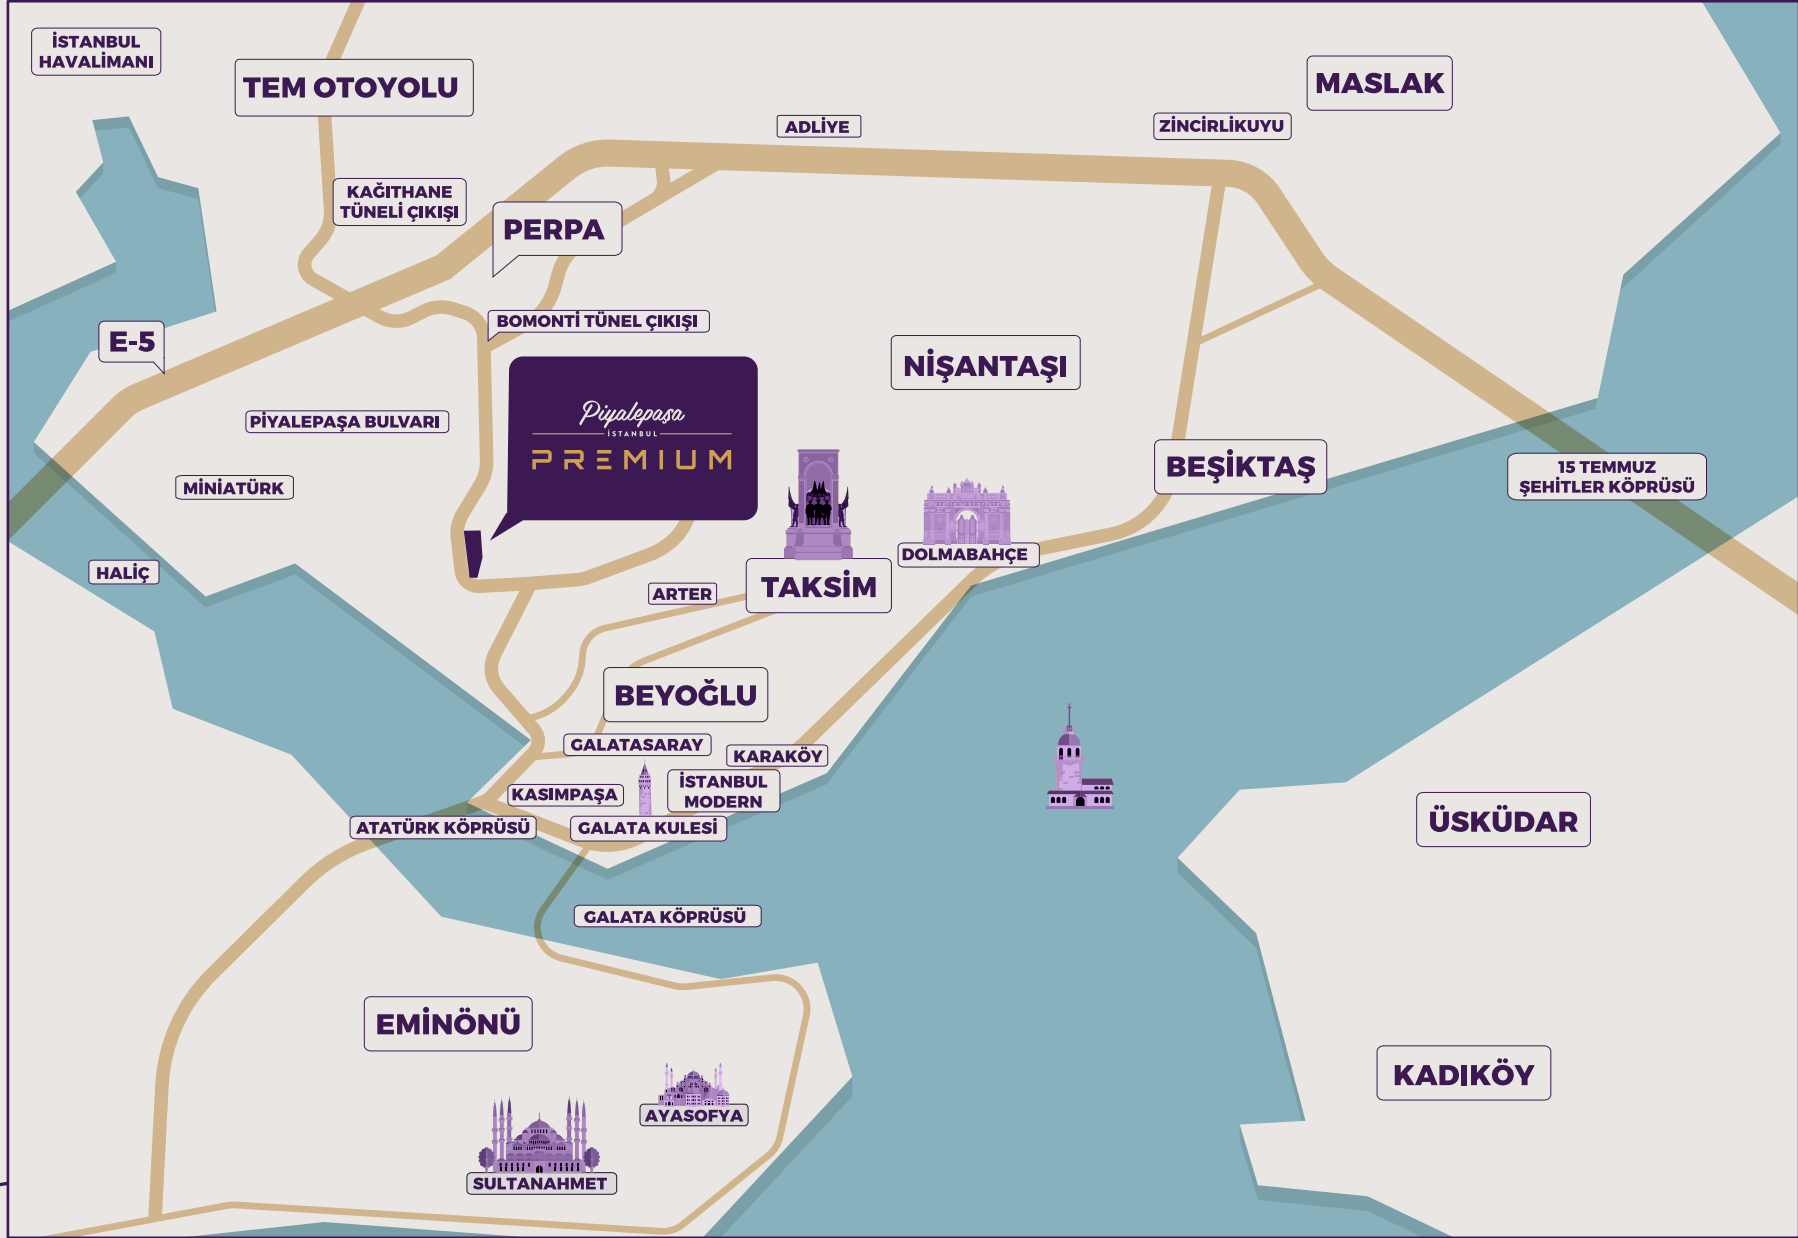 İSTANBUL
HAVALİMANI
TEM OTOYOLU
MASLAK
ADLİYE
ZİNCİRLİKUYU
KAĞITHANE
TÜNELİ ÇIKIŞI
PERPA
BOMONTİ TÜNEL ÇIKIŞI
E-5
NİŞANTAŞI
Piyalepaşa
İSTANBUL
PREMIUM
PİYALEPAŞA BULVARI
BEŞİKTAŞ
15 TEMMUZ
ŞEHİTLER KÖPRÜSÜ
MİNİATÜRK
DOLMABAHÇE
HALİÇ
TAKSİM
ARTER
BEYOĞLU
GALATASARAY
KARAKÖY
İSTANBUL
MODERN
KASIMPAŞA
ATATÜRK KÖPRÜSÜ
GALATA KULESİ
ÜSKÜDAR
GALATA KÖPRÜSÜ
EMİNÖNÜ
KADIKÖY
AYASOFYA
SULTANAHMET